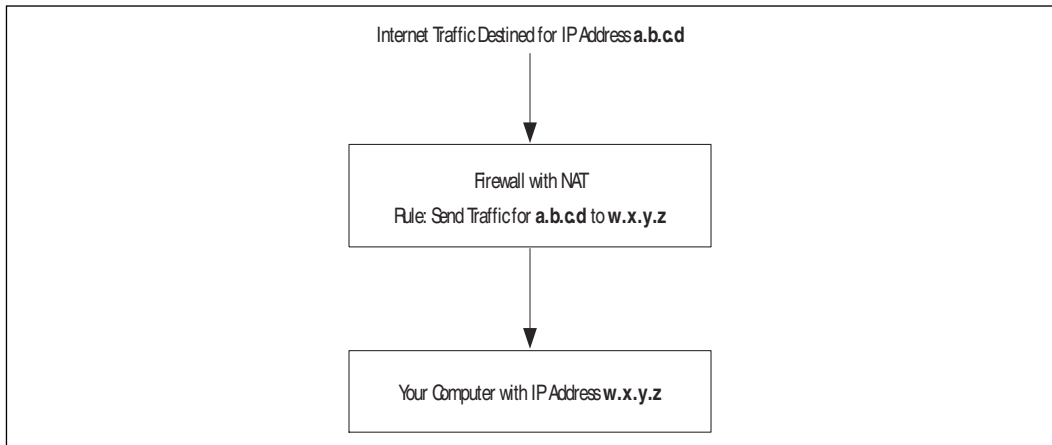 Internet Traffic Destined for IP Address a.b.c.d
Firewall with NAT
Rule: Send Traffic for a.b.c.d to w.x.y.z
Your Computer with IP Address w.x.y.z